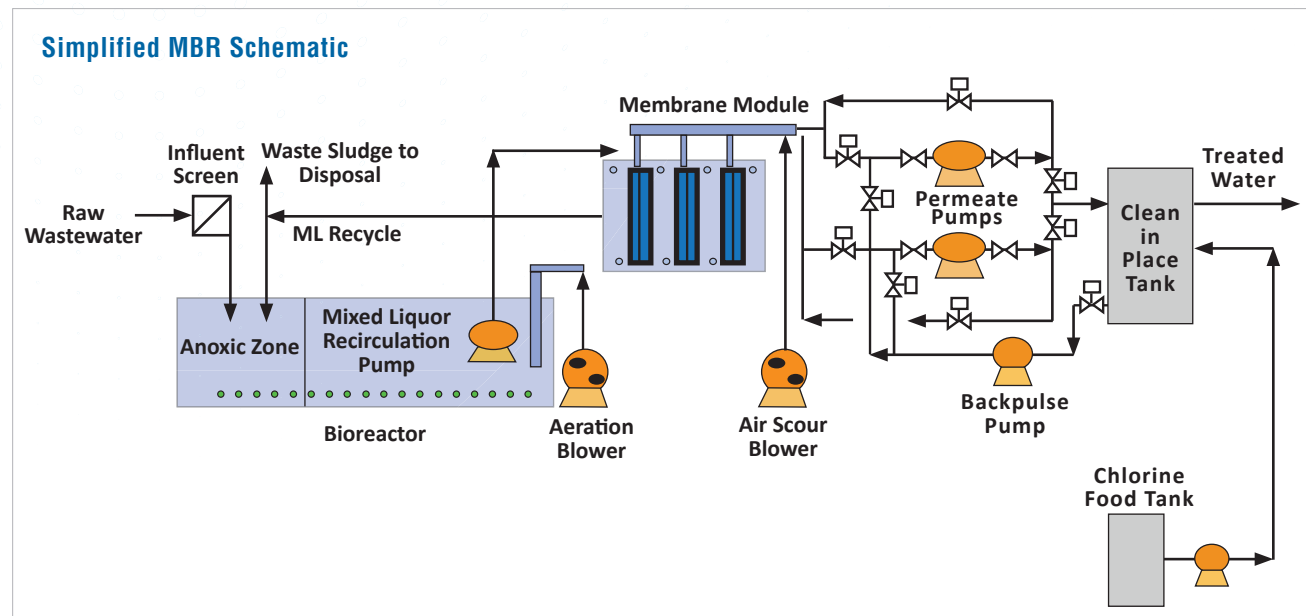 Simplified MBR Schematic
Membrane Module
Influent
Screen
Waste Sludge to
Disposal
Treated
Water
Raw
Wastewater
ML Recycle
Permeate
Pumps
Clean
in
Place
Tank
Anoxic Zone
Mixed Liquor
Recirculation
Pump
Bioreactor
Aeration
Blower
Air Scour
Blower
Backpulse
Pump
Chlorine
Food Tank